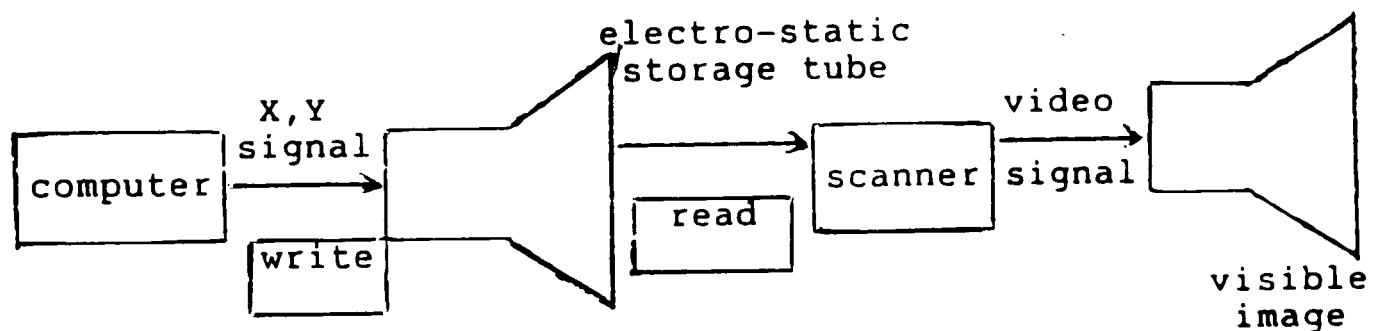 electro-static
storage tube
X,Y
signal
video
signal
computer
scanner
read
write
visible
image